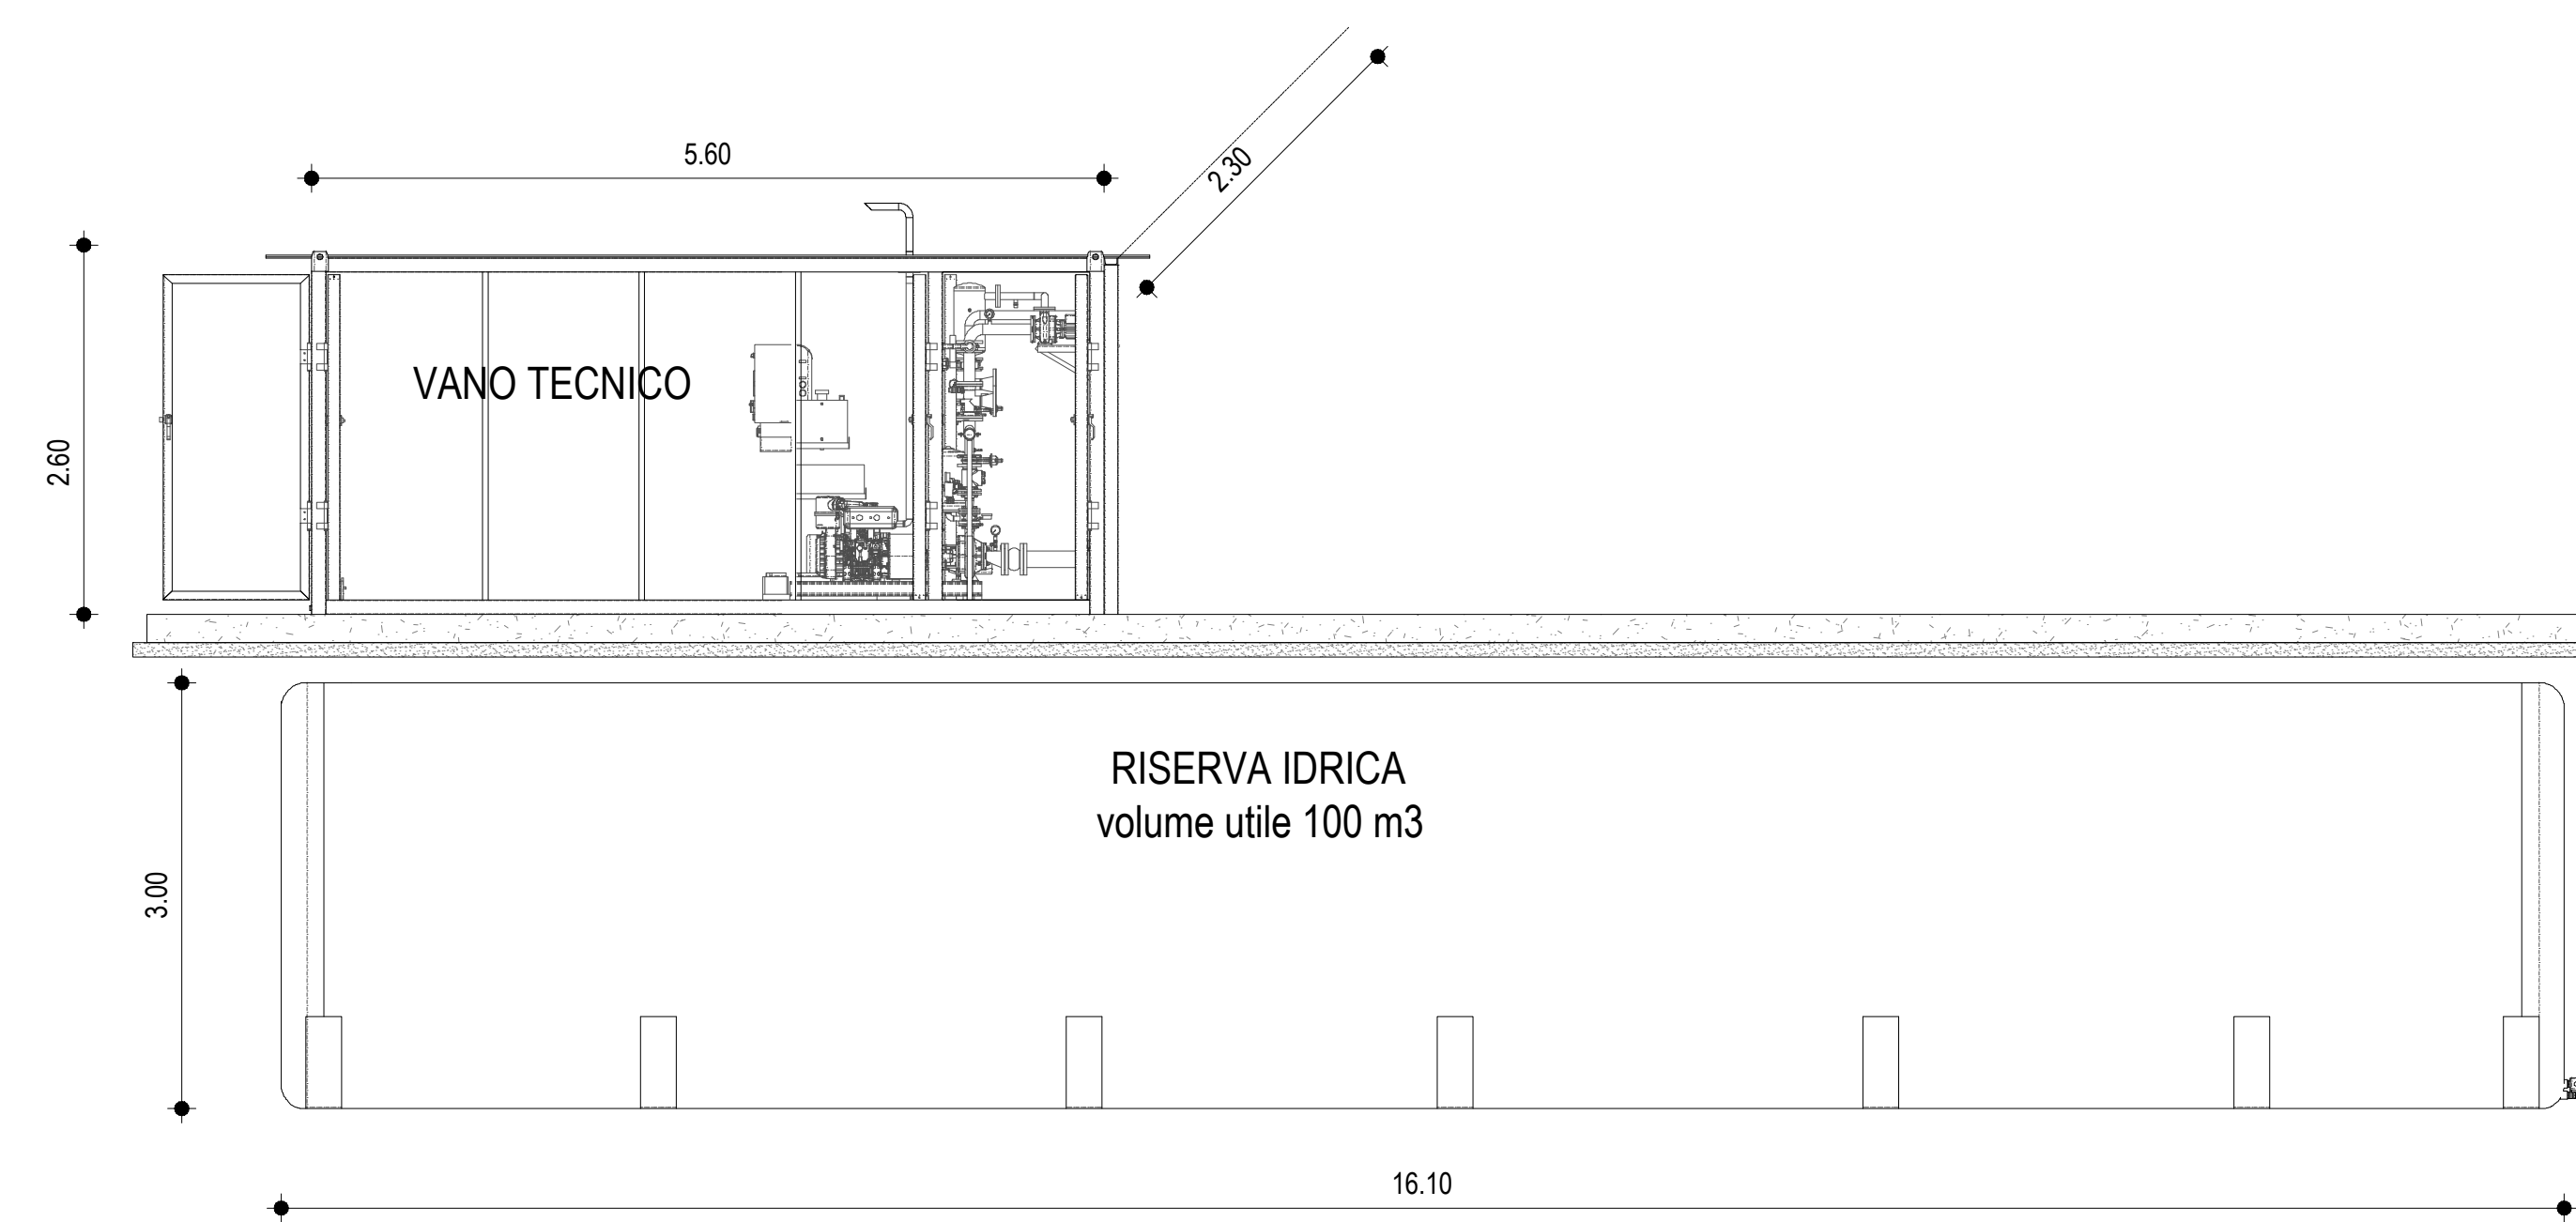 5.60
2.30
2.60
VANO TECNICO
RISERVA IDRICA
volume utile 100 m3
3.00
16.10